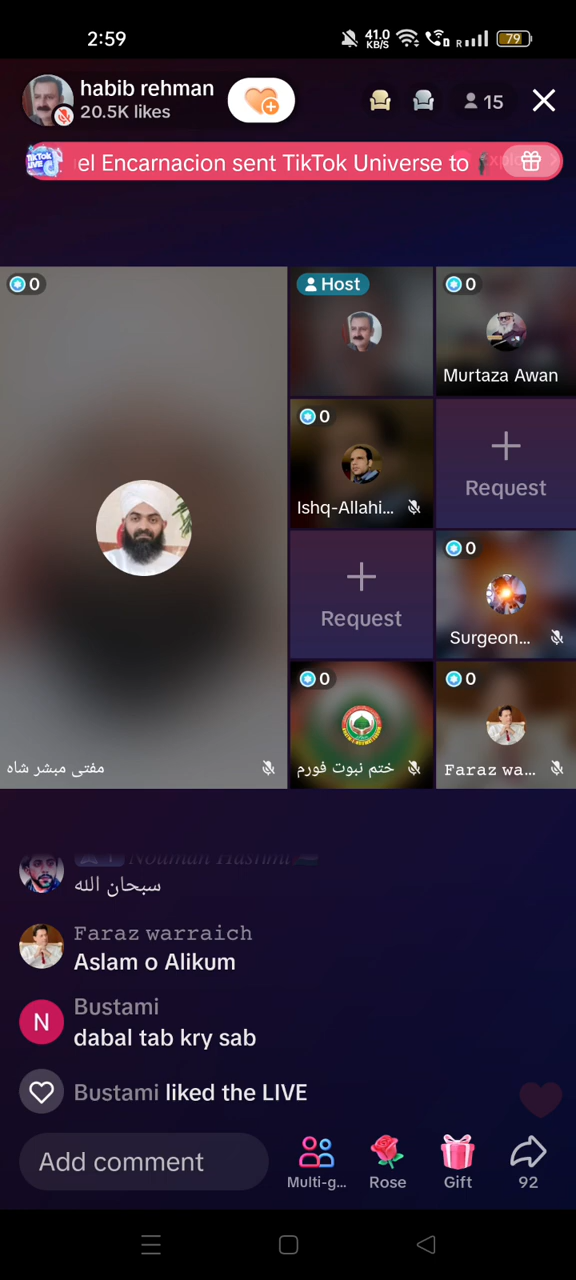 2:59
41.0 KB/S
R
79
habib rehman
20.5K likes
15
el Encarnacion sent TikTok Universe to
0
Host
0
Murtaza Awan
0
Ishq-Allahi...
Request
Request
0
Surgeon...
مفتی مبشر شاہ
0
ختم نبوت فورم
0
Faraz wa...
Nouman Hashmi
سبحان الله
Faraz warraich
Aslam o Alikum
N
Bustami
dabal tab kry sab
Bustami liked the LIVE
Add comment
Multi-g...
Rose
Gift
92